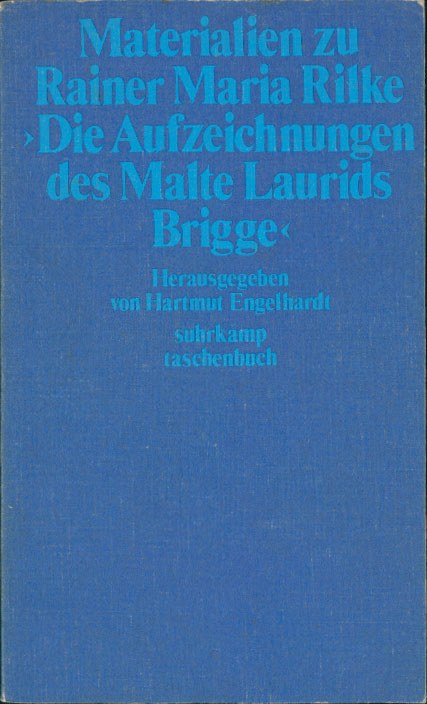 Materialien zu
Rainer Maria Rilke
›Die Aufzeichnungen
des Malte Laurids
Brigge‹
Herausgegeben
von Hartmut Engelhardt
suhrkamp
taschenbuch